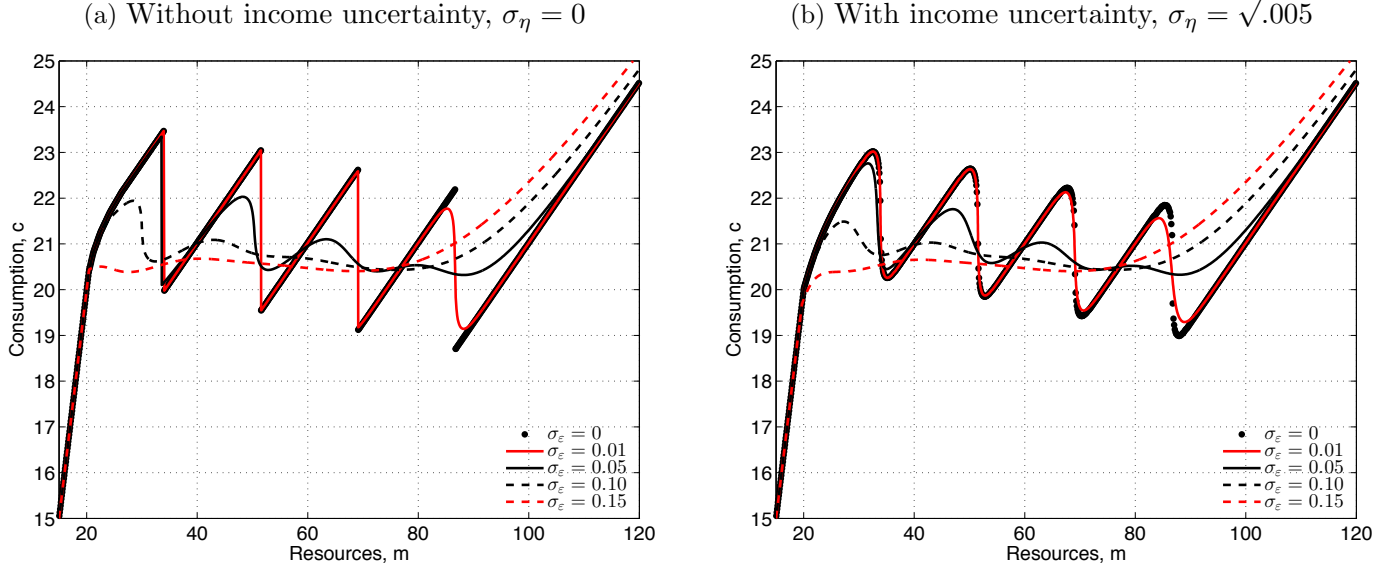 (a) Without income uncertainty, σ_η = 0
25
24
23
22
21
20
19
18
17
16
15
Consumption, c
20
40
60
80
100
120
Resources, m
σ_ε = 0
σ_ε = 0.01
σ_ε = 0.05
σ_ε = 0.10
σ_ε = 0.15
(b) With income uncertainty, σ_η = √.005
25
24
23
22
21
20
19
18
17
16
15
Consumption, c
20
40
60
80
100
120
Resources, m
σ_ε = 0
σ_ε = 0.01
σ_ε = 0.05
σ_ε = 0.10
σ_ε = 0.15